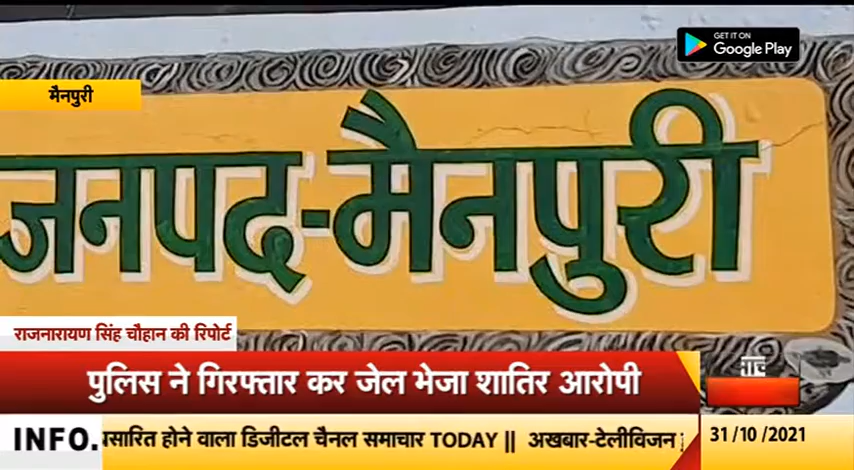 GET IT ON
Google Play
मैनपुरी
जनपद-मैनपुरी
राजनारायण सिंह चौहान की रिपोर्ट
पुलिस ने गिरफ्तार कर जेल भेजा शातिर आरोपी
INFO.
सारित होने वाला डिजीटल चैनल समाचार TODAY || अखबार-टेलीविजन
31/10/2021